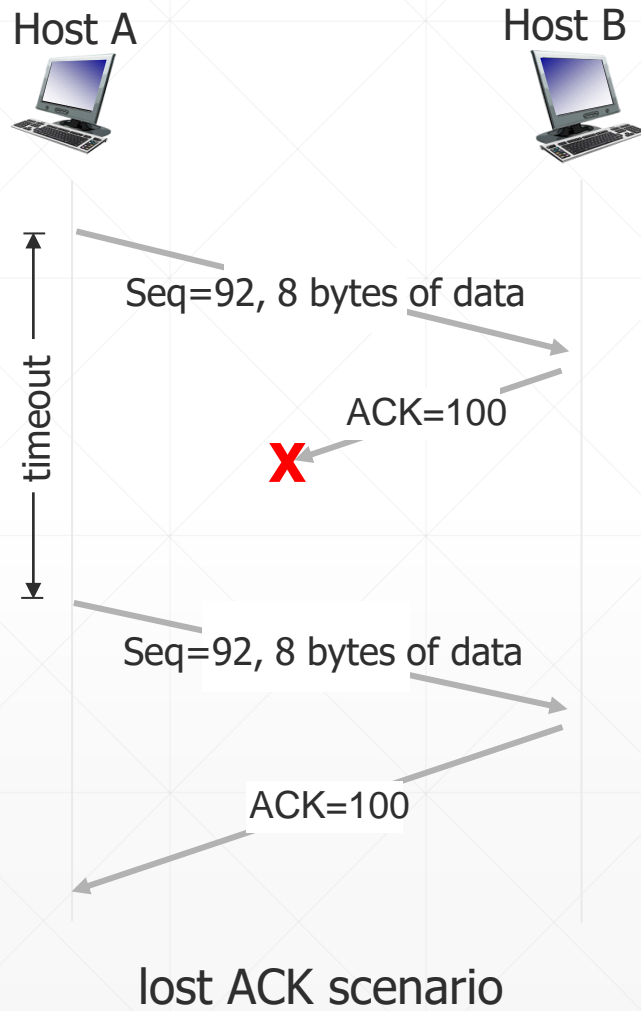 Host A
Host B
Seq=92, 8 bytes of data
ACK=100
X
timeout
Seq=92, 8 bytes of data
ACK=100
lost ACK scenario